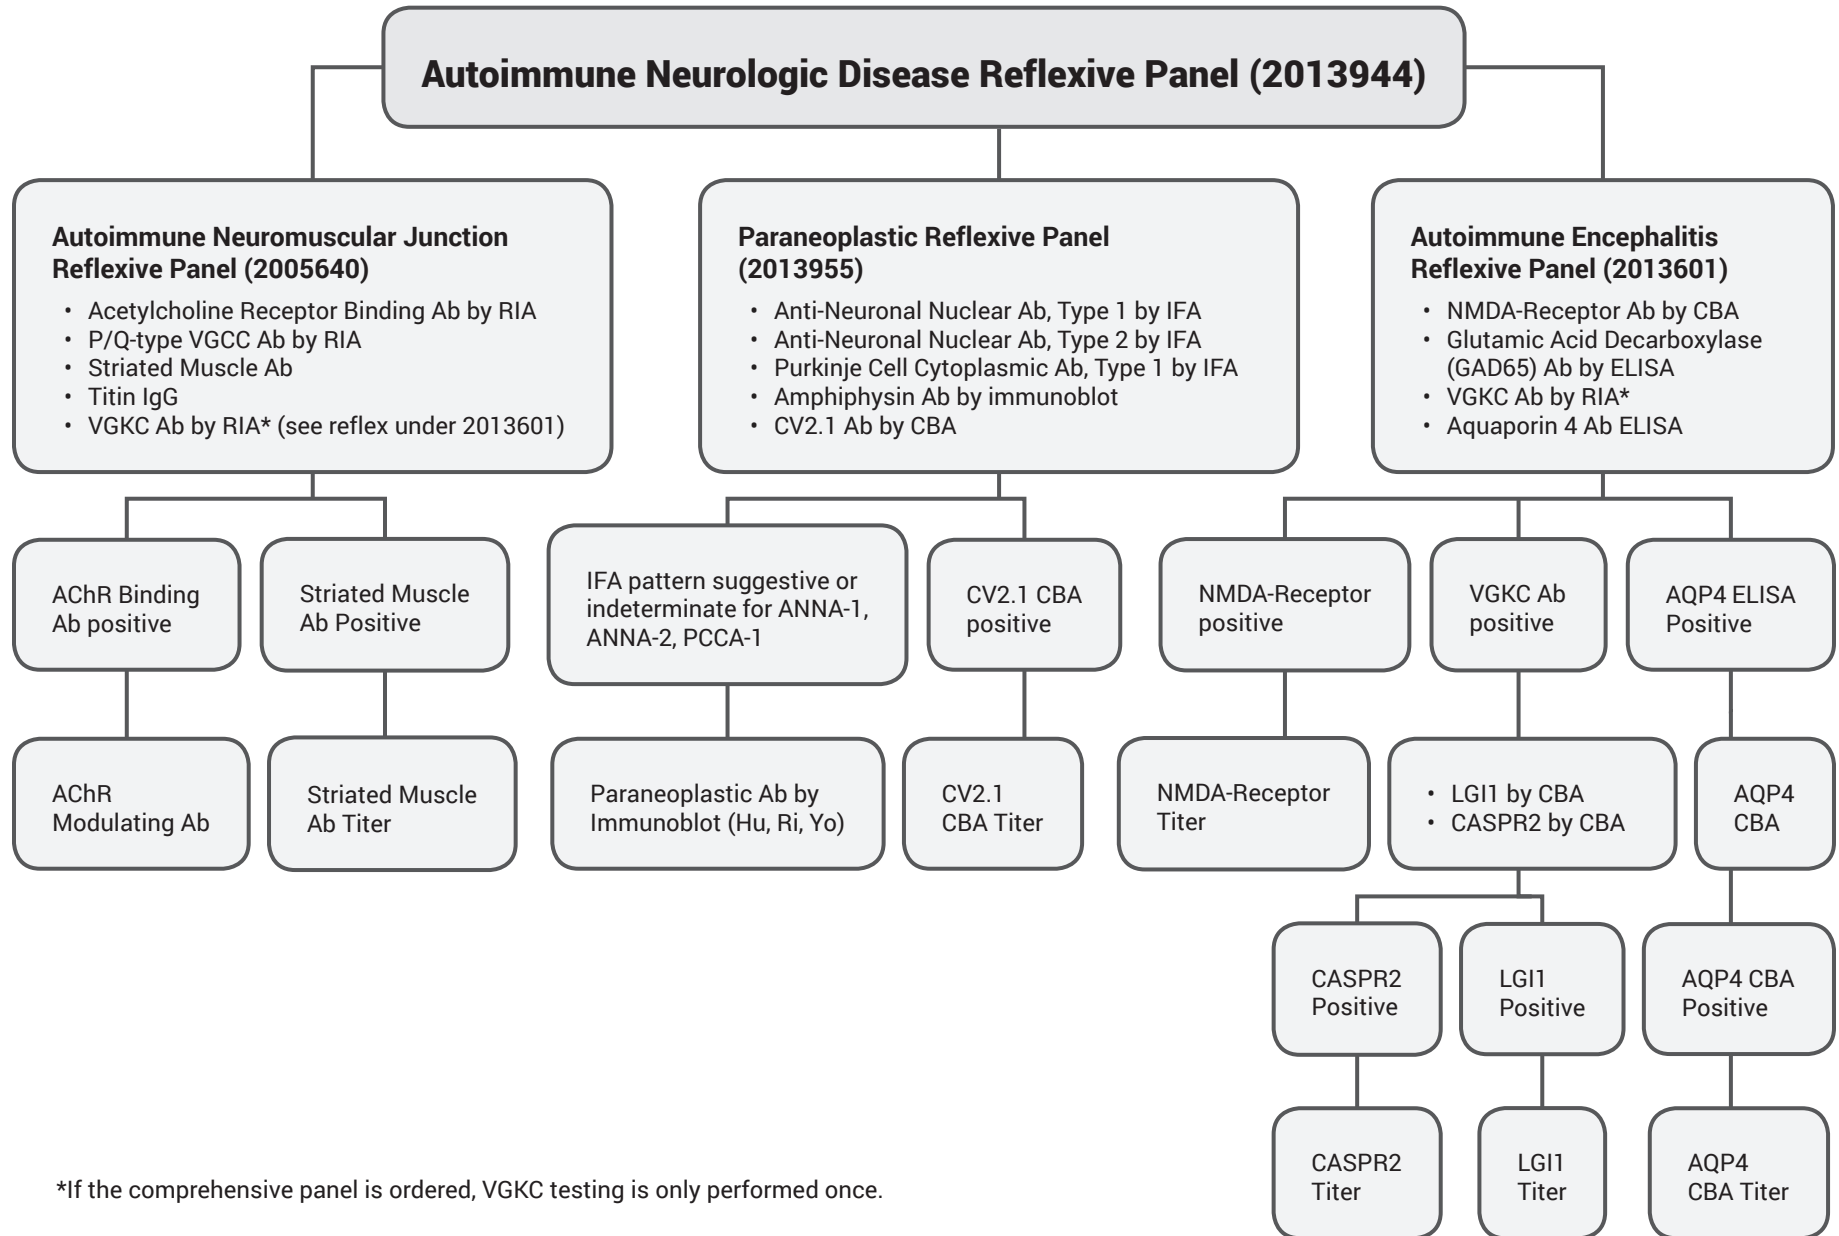 Autoimmune Neurologic Disease Reflexive Panel (2013944)
Autoimmune Neuromuscular Junction
Reflexive Panel (2005640)
• Acetylcholine Receptor Binding Ab by RIA
• P/Q-type VGCC Ab by RIA
• Striated Muscle Ab
• Titin IgG
• VGKC Ab by RIA* (see reflex under 2013601)
Paraneoplastic Reflexive Panel
(2013955)
• Anti-Neuronal Nuclear Ab, Type 1 by IFA
• Anti-Neuronal Nuclear Ab, Type 2 by IFA
• Purkinje Cell Cytoplasmic Ab, Type 1 by IFA
• Amphiphysin Ab by immunoblot
• CV2.1 Ab by CBA
Autoimmune Encephalitis
Reflexive Panel (2013601)
• NMDA-Receptor Ab by CBA
• Glutamic Acid Decarboxylase
(GAD65) Ab by ELISA
• VGKC Ab by RIA*
• Aquaporin 4 Ab ELISA
AChR Binding
Ab positive
Striated Muscle
Ab Positive
IFA pattern suggestive or
indeterminate for ANNA-1,
ANNA-2, PCCA-1
CV2.1 CBA
positive
NMDA-Receptor
positive
VGKC Ab
positive
AQP4 ELISA
Positive
AChR
Modulating Ab
Striated Muscle
Ab Titer
Paraneoplastic Ab by
Immunoblot (Hu, Ri, Yo)
CV2.1
CBA Titer
NMDA-Receptor
Titer
• LGI1 by CBA
• CASPR2 by CBA
AQP4
CBA
CASPR2
Positive
LGI1
Positive
AQP4 CBA
Positive
CASPR2
Titer
LGI1
Titer
AQP4
CBA Titer
*If the comprehensive panel is ordered, VGKC testing is only performed once.